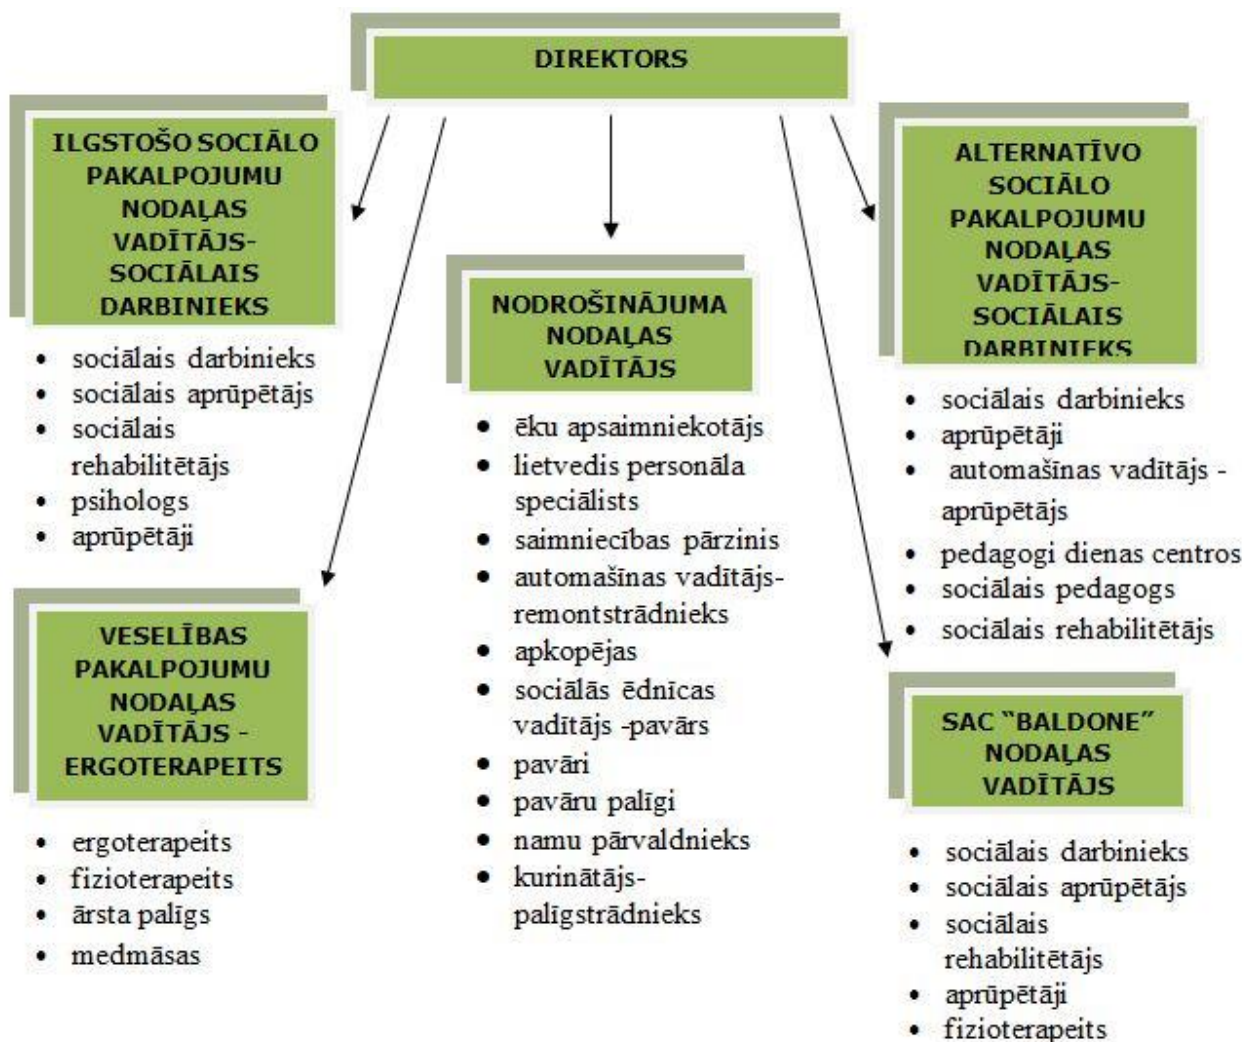 DIREKTORS
ILGSTOŠO SOCIĀLO
PAKALPOJUMU
NODAĻAS
VADĪTĀJS-
SOCIĀLAIS
DARBINIEKS
• sociālais darbinieks
• sociālais aprūpētājs
• sociālais
rehabilitētājs
• psihologs
• aprūpētāji
VESELĪBAS
PAKALPOJUMU
NODAĻAS
VADĪTĀJS -
ERGOTERAPEITS
• ergoterapeits
• fizioterapeits
• ārsta palīgs
• medmāsas
NODROŠINĀJUMA
NODAĻAS
VADĪTĀJS
• ēku apsaimniekotājs
• lietvedis personāla
speciālists
• saimniecības pārzinis
• automašīnas vadītājs-
remontstrādnieks
• apkopējas
• sociālās ēdnīcas
vadītājs -pavārs
• pavāri
• pavāru palīgi
• namu pārvaldnieks
• kurinātājs-
palīgstrādnieks
ALTERNATĪVO
SOCIĀLO
PAKALPOJUMU
NODAĻAS
VADĪTĀJS-
SOCIĀLAIS
DARBINIEKS
• sociālais darbinieks
• aprūpētāji
• automašīnas vadītājs -
aprūpētājs
• pedagogi dienas centros
• sociālais pedagogs
• sociālais rehabilitētājs
SAC “BALDONE”
NODAĻAS
VADĪTĀJS
• sociālais darbinieks
• sociālais aprūpētājs
• sociālais
rehabilitētājs
• aprūpētāji
• fizioterapeits